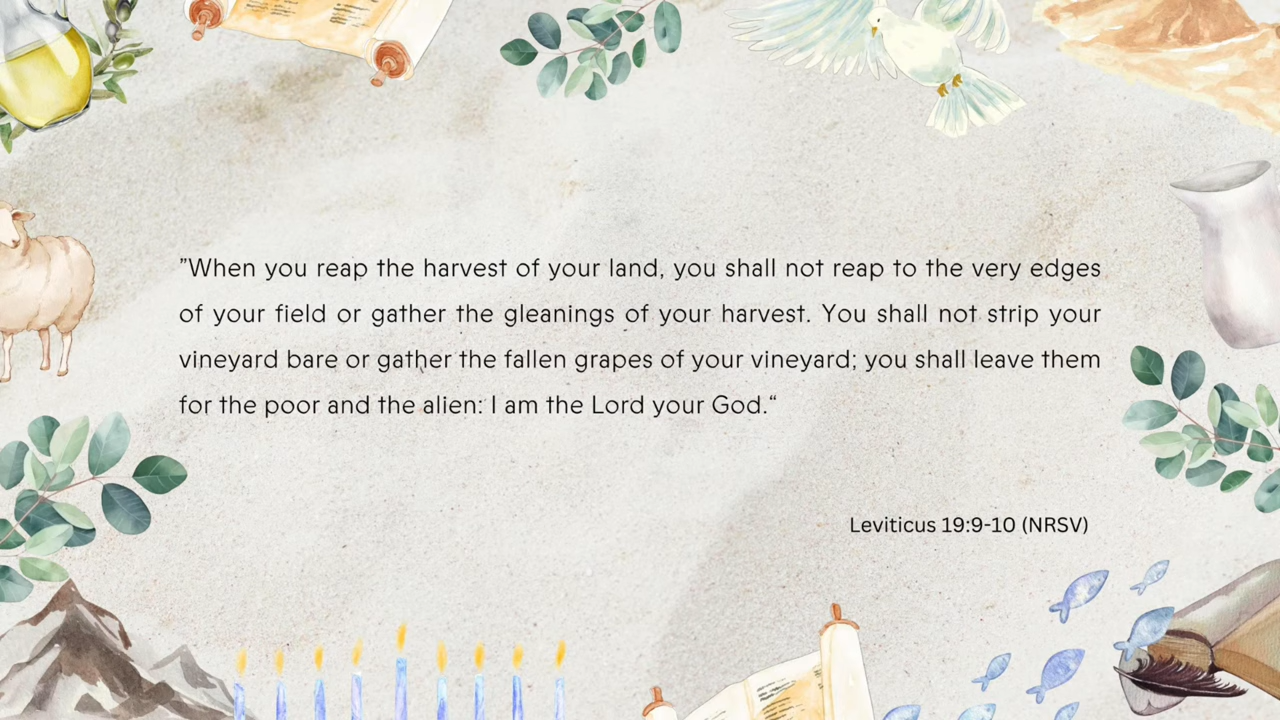 ”When you reap the harvest of your land, you shall not reap to the very edges
of your field or gather the gleanings of your harvest. You shall not strip your
vineyard bare or gather the fallen grapes of your vineyard; you shall leave them
for the poor and the alien: I am the Lord your God.“
Leviticus 19:9-10 (NRSV)